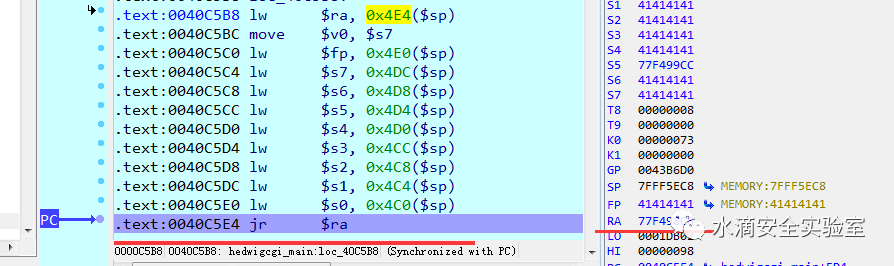 .text:0040C5B8 lw $ra, 0x4E4($sp)
.text:0040C5BC move $v0, $s7
.text:0040C5C0 lw $fp, 0x4E0($sp)
.text:0040C5C4 lw $s7, 0x4DC($sp)
.text:0040C5C8 lw $s6, 0x4D8($sp)
.text:0040C5CC lw $s5, 0x4D4($sp)
.text:0040C5D0 lw $s4, 0x4D0($sp)
.text:0040C5D4 lw $s3, 0x4CC($sp)
.text:0040C5D8 lw $s2, 0x4C8($sp)
.text:0040C5DC lw $s1, 0x4C4($sp)
.text:0040C5E0 lw $s0, 0x4C0($sp)
PC .text:0040C5E4 jr $ra
0000C5B8 0040C5B8: hedwigcgi_main:loc_40C5B8 (Synchronized with PC)
S1 41414141
S2 41414141
S3 41414141
S4 41414141
S5 77F499CC
S6 41414141
S7 41414141
T8 00000008
T9 00000000
K0 00000073
K1 00000000
GP 0043B6D0
SP 7FFF5EC8 MEMORY:7FFF5EC8
FP 41414141 MEMORY:41414141
RA 77F49
LO 0001DB0
HI 00000098
水滴安全实验室